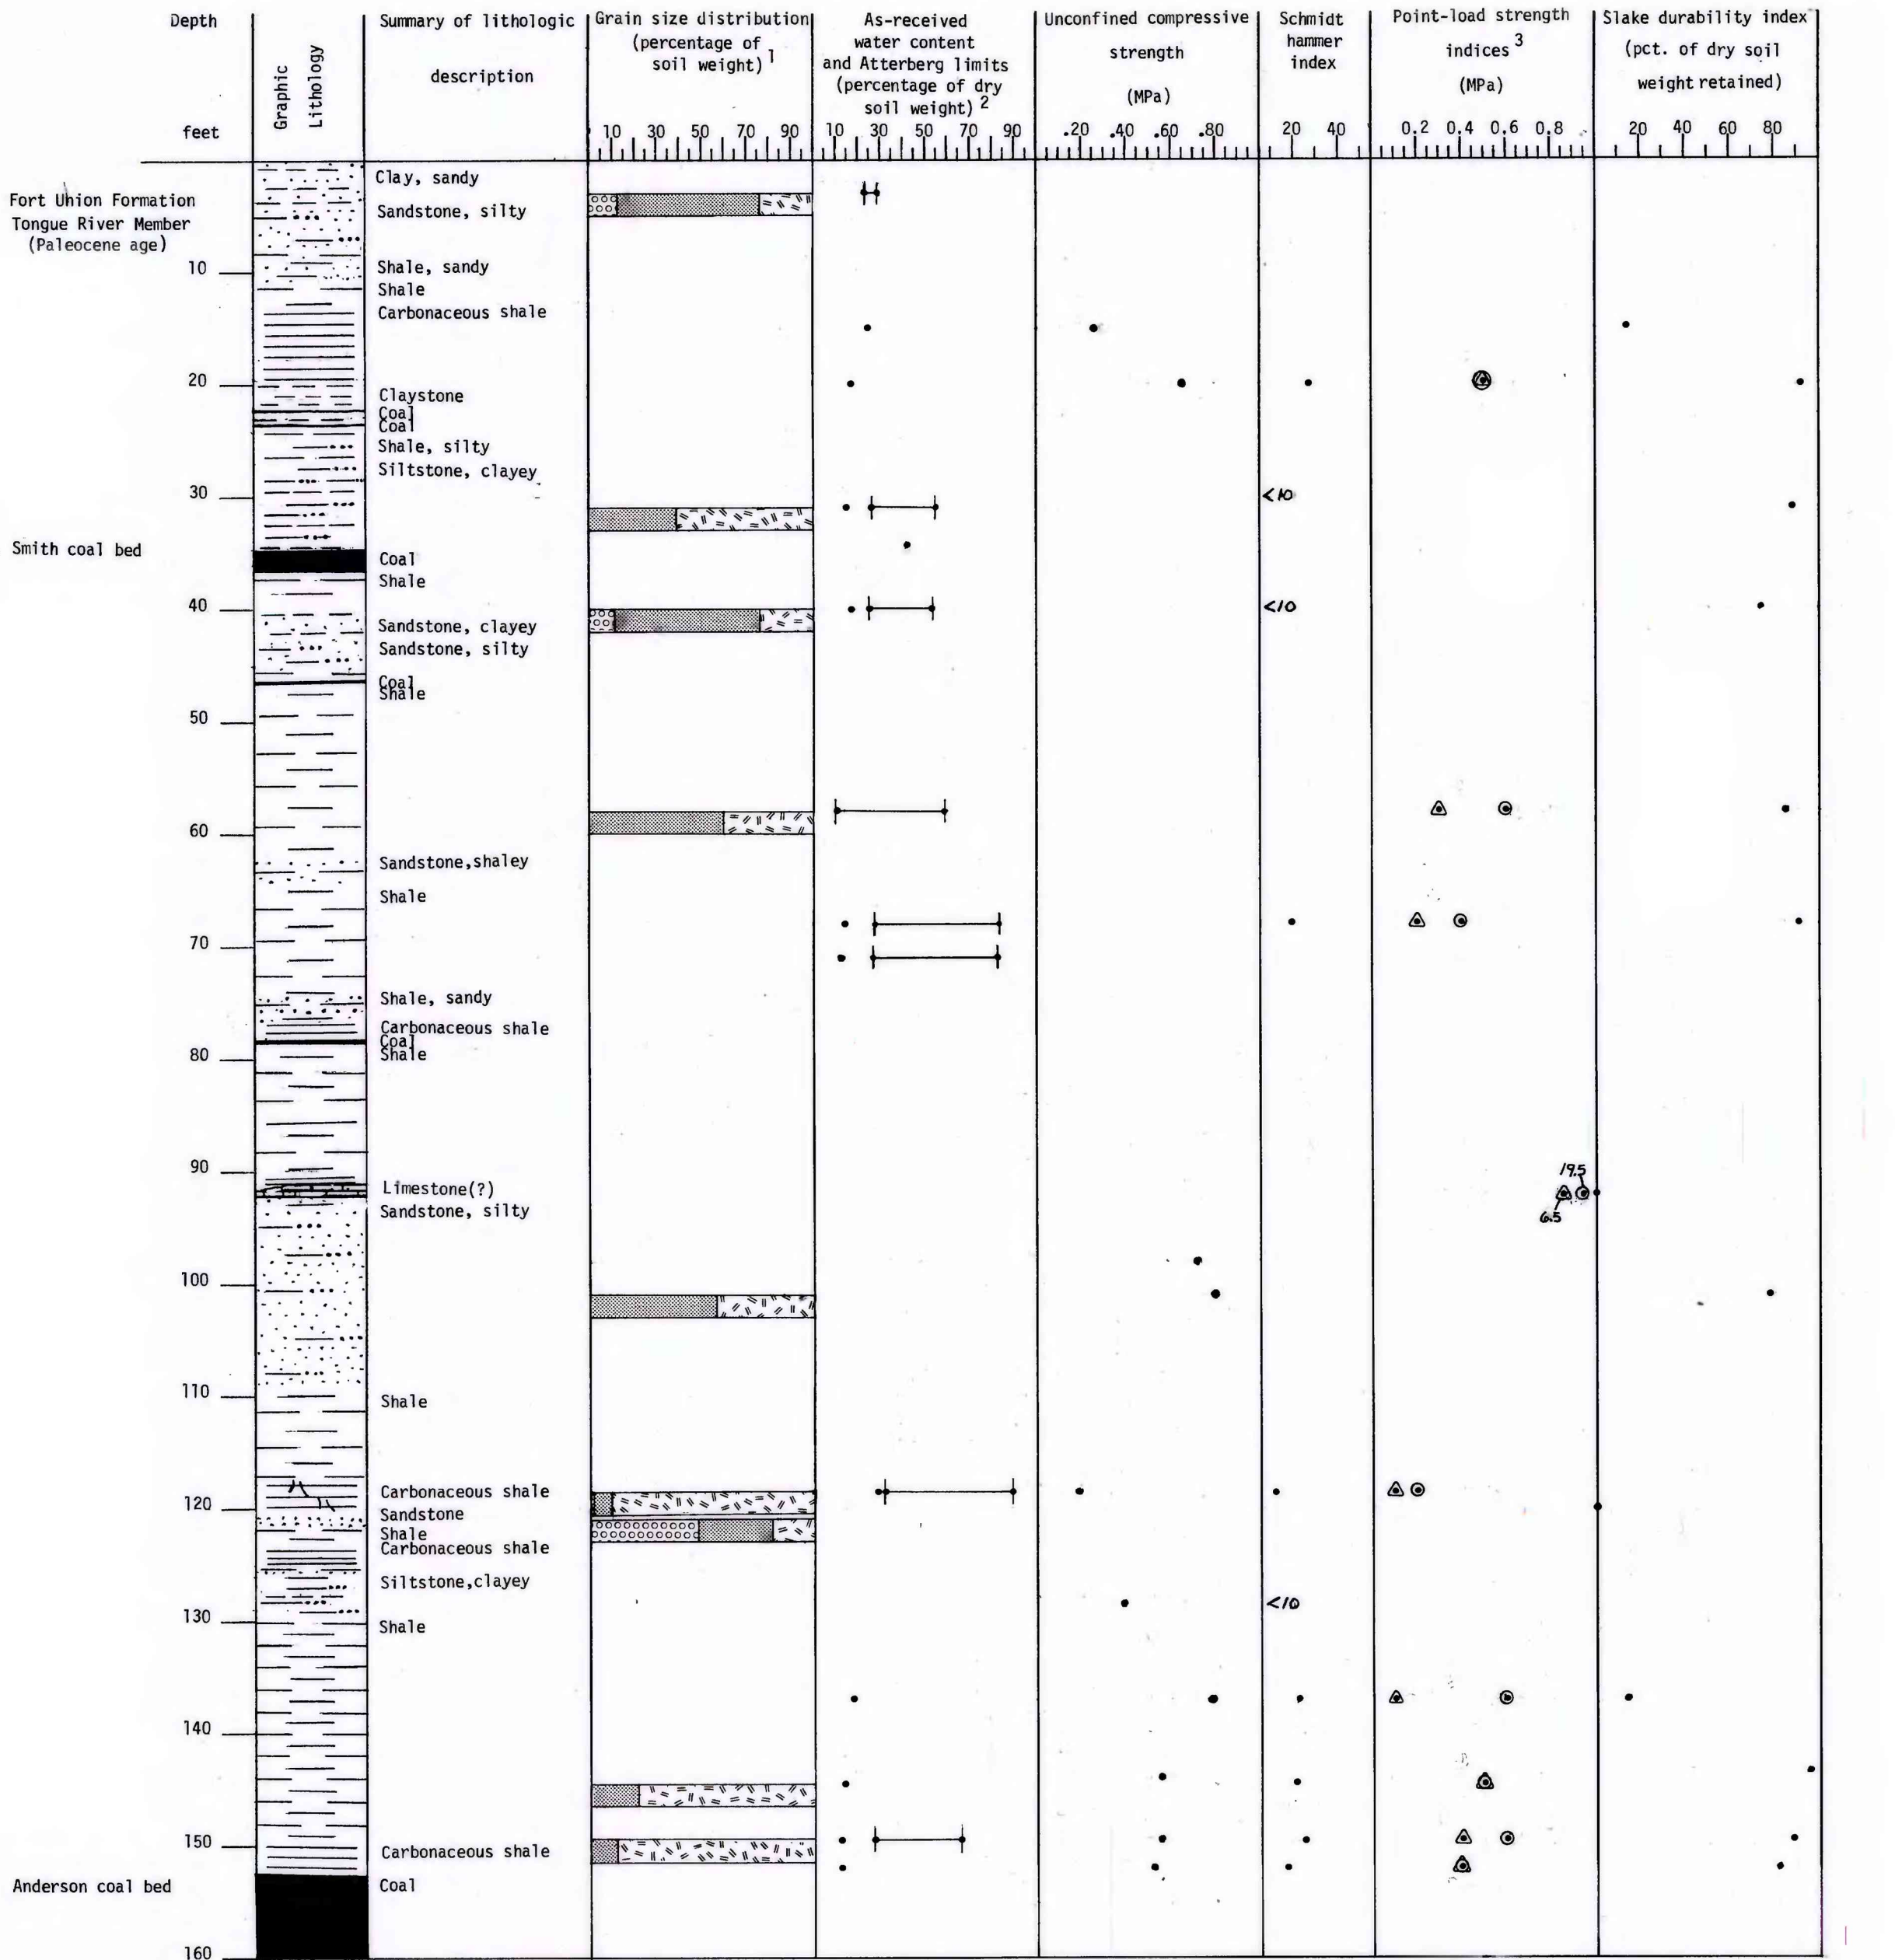 Depth
feet
Graphic
Lithology
Summary of lithologic
description
Grain size distribution
(percentage of
soil weight) 1
As-received
water content
and Atterberg limits
(percentage of dry
soil weight) 2
Unconfined compressive
strength
(MPa)
Schmidt
hammer
index
Point-load strength
indices 3
(MPa)
Slake durability index
(pct. of dry soil
weight retained)
10 30 50 70 90
10 30 50 70 90
.20 .40 .60 .80
20 40
0.2 0.4 0.6 0.8
20 40 60 80
Clay, sandy
Fort Union Formation
Tongue River Member
(Paleocene age)
Sandstone, silty
10
Shale, sandy
Shale
Carbonaceous shale
20
Claystone
Coal
Coal
Shale, silty
Siltstone, clayey
30
<10
Smith coal bed
Coal
Shale
40
<10
Sandstone, clayey
Sandstone, silty
Coal
Shale
50
60
Sandstone,shaley
Shale
70
Shale, sandy
Carbonaceous shale
Coal
Shale
80
90
19.5
6.5
Limestone(?)
Sandstone, silty
100
110
Shale
Carbonaceous shale
120
Sandstone
Shale
Carbonaceous shale
Siltstone,clayey
<10
130
Shale
140
150
Carbonaceous shale
Anderson coal bed
Coal
160